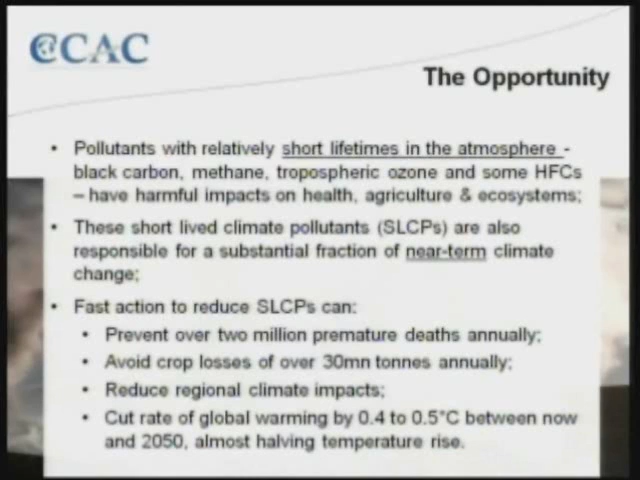 CCAC
The Opportunity
• Pollutants with relatively short lifetimes in the atmosphere -
black carbon, methane, tropospheric ozone and some HFCs
– have harmful impacts on health, agriculture & ecosystems;
• These short lived climate pollutants (SLCPs) are also
responsible for a substantial fraction of near-term climate
change;
• Fast action to reduce SLCPs can:
• Prevent over two million premature deaths annually;
• Avoid crop losses of over 30mn tonnes annually;
• Reduce regional climate impacts;
• Cut rate of global warming by 0.4 to 0.5°C between now
and 2050, almost halving temperature rise.